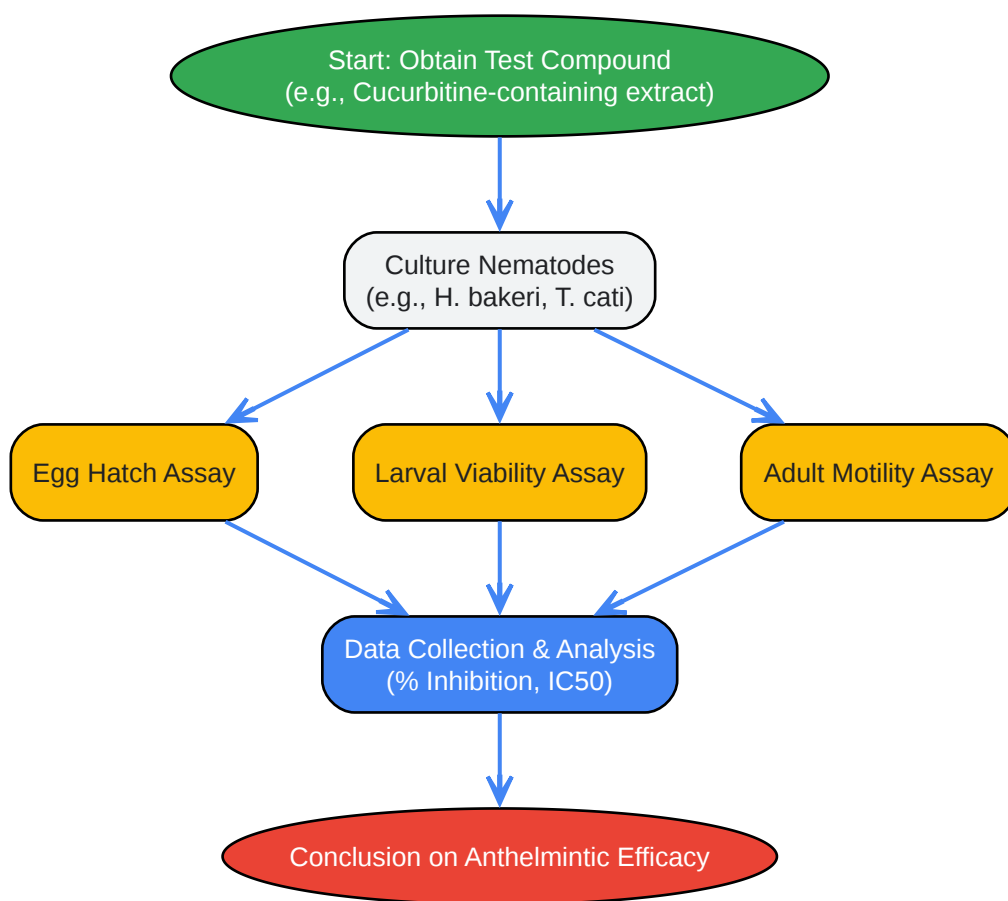 Start: Obtain Test Compound
(e.g., Cucurbitine-containing extract)
Culture Nematodes
(e.g., H. bakeri, T. cati)
Egg Hatch Assay
Larval Viability Assay
Adult Motility Assay
Data Collection & Analysis
(% Inhibition, IC50)
Conclusion on Anthelmintic Efficacy